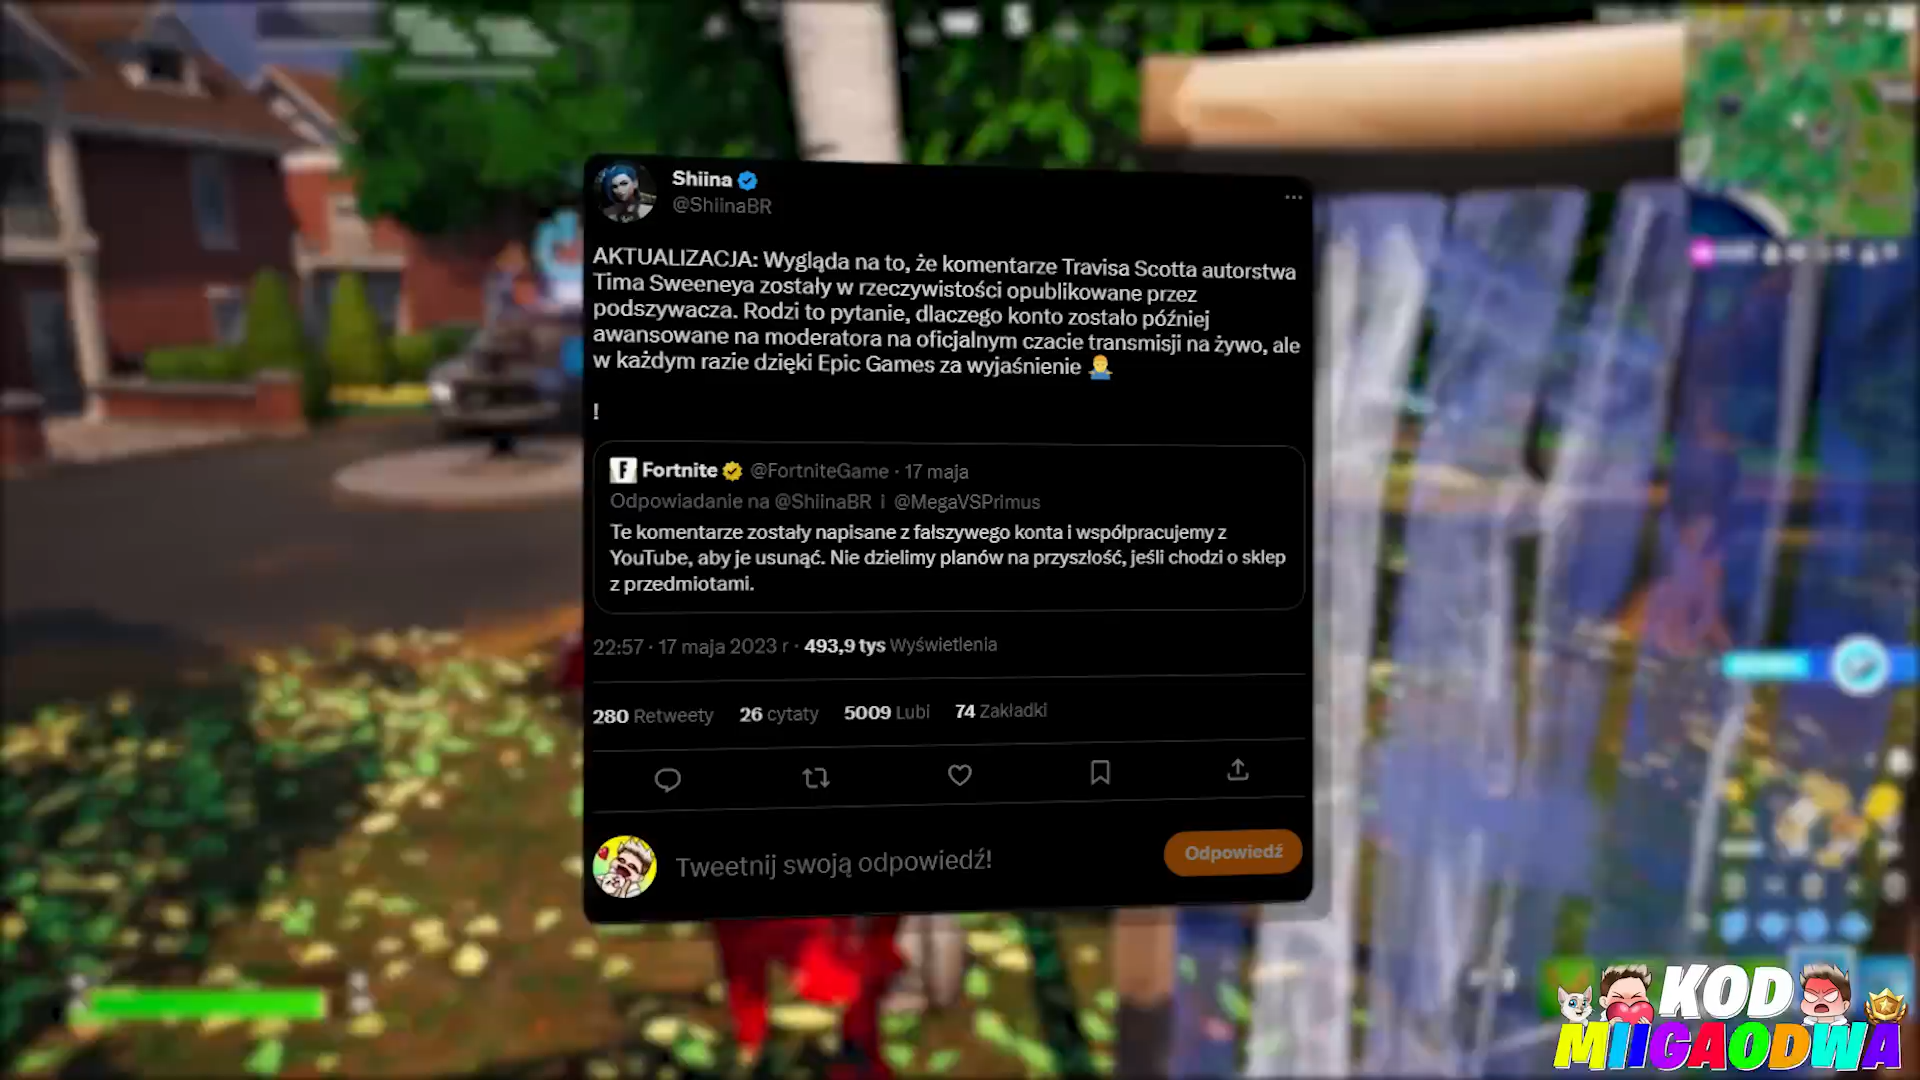 Shiina
@ShiinaBR
AKTUALIZACJA: Wygląda na to, że komentarze Travisa Scotta autorstwa
Tima Sweeneya zostały w rzeczywistości opublikowane przez
podszywacza. Rodzi to pytanie, dlaczego konto zostało później
awansowane na moderatora na oficjalnym czacie transmisji na żywo, ale
w każdym razie dzięki Epic Games za wyjaśnienie 🤷‍♂️
!
Fortnite @FortniteGame · 17 maja
Odpowiadanie na @ShiinaBR i @MegaVSPrimus
Te komentarze zostały napisane z fałszywego konta i współpracujemy z
YouTube, aby je usunąć. Nie dzielimy planów na przyszłość, jeśli chodzi o sklep
z przedmiotami.
22:57 · 17 maja 2023 r · 493,9 tys Wyświetlenia
280 Retweety 26 cytaty 5009 Lubi 74 Zakładki
Tweetnij swoją odpowiedź!
Odpowiedź
KOD
MIIGAODWA